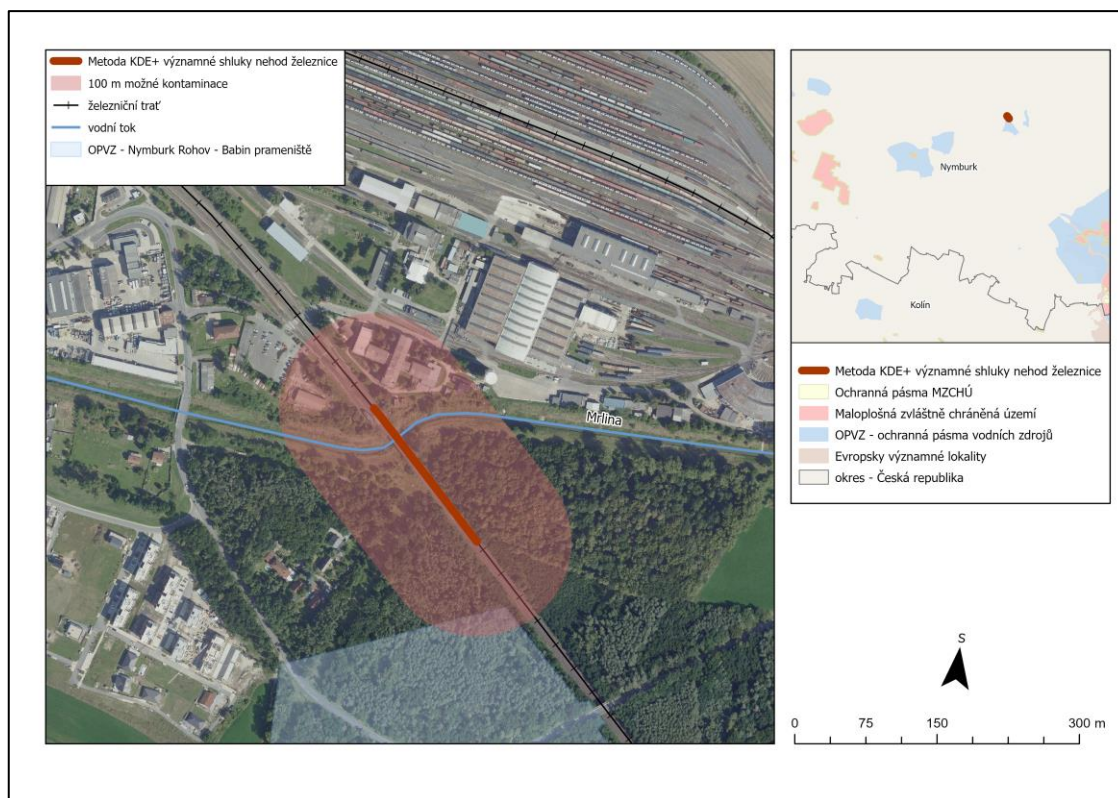 Metoda KDE+ významné shluky nehod železnice
100 m možné kontaminace
železniční trať
vodní tok
OPVZ - Nymburk Rohov - Babin prameniště
Mrlina
Nymburk
Kolín
Metoda KDE+ významné shluky nehod železnice
Ochranná pásma MZCHÚ
Maloplošná zvláštně chráněná území
OPVZ - ochranná pásma vodních zdrojů
Evropsky významné lokality
okres - Česká republika
S
0 75 150 300 m